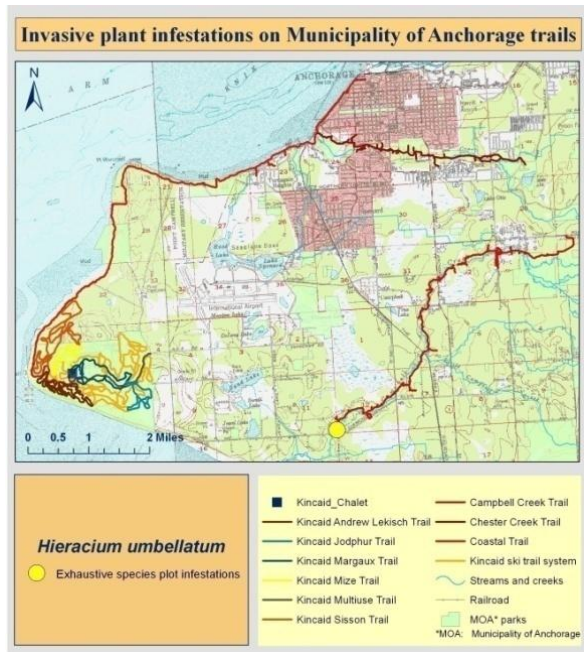 Invasive plant infestations on Municipality of Anchorage trails
N
ANCHORAGE
International Airport
0 0.5 1 2 Miles
Hieracium umbellatum
Exhaustive species plot infestations
Kincaid_Chalet
Kincaid Andrew Lekisch Trail
Kincaid Jodphur Trail
Kincaid Margaux Trail
Kincaid Mize Trail
Kincaid Multiuse Trail
Kincaid Sisson Trail
Campbell Creek Trail
Chester Creek Trail
Coastal Trail
Kincaid ski trail system
Streams and creeks
Railroad
MOA* parks
*MOA: Municipality of Anchorage